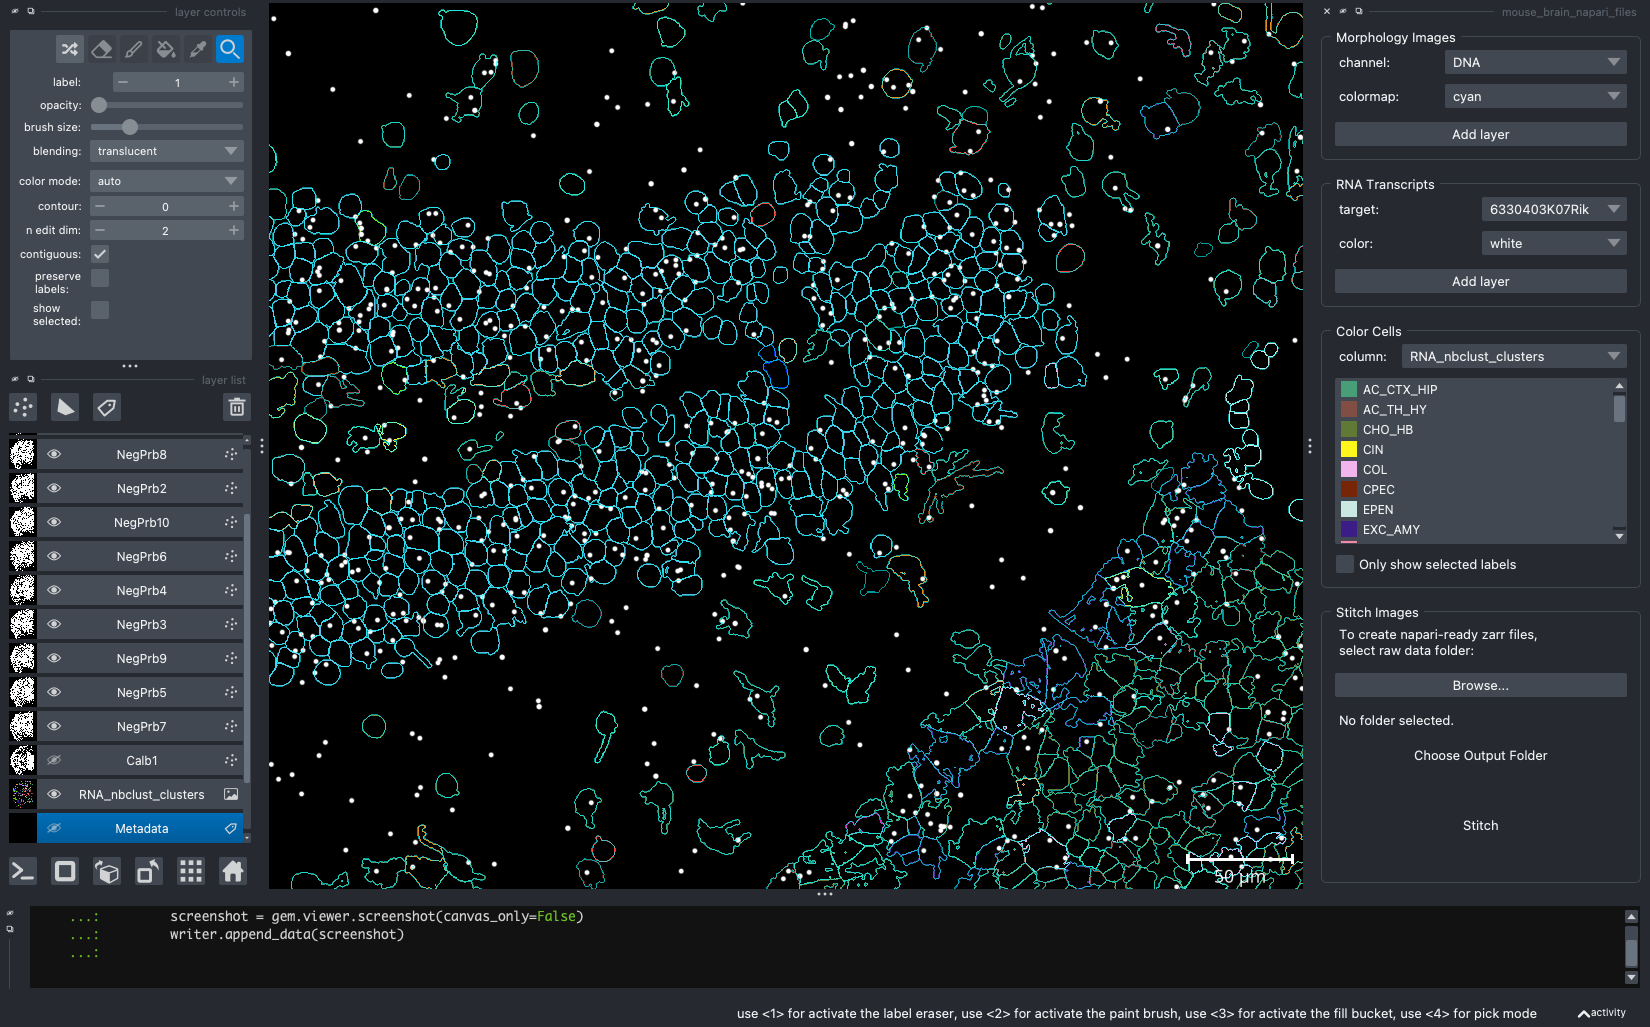 layer controls
label:
1
opacity:
brush size:
blending:
translucent
color mode:
auto
contour:
0
n edit dim:
2
contiguous:
preserve
labels:
show
selected:
layer list
NegPrb8
NegPrb2
NegPrb10
NegPrb6
NegPrb4
NegPrb3
NegPrb9
NegPrb5
NegPrb7
Calb1
RNA_nbclust_clusters
Metadata
50 µm
mouse_brain_napari_files
Morphology Images
channel:
DNA
colormap:
cyan
Add layer
RNA Transcripts
target:
6330403K07Rik
color:
white
Add layer
Color Cells
column:
RNA_nbclust_clusters
AC_CTX_HIP
AC_TH_HY
CHO_HB
CIN
COL
CPEC
EPEN
EXC_AMY
Only show selected labels
Stitch Images
To create napari-ready zarr files,
select raw data folder:
Browse...
No folder selected.
Choose Output Folder
Stitch
...: screenshot = gem.viewer.screenshot(canvas_only=False)
...: writer.append_data(screenshot)
...:
use <1> for activate the label eraser, use <2> for activate the paint brush, use <3> for activate the fill bucket, use <4> for pick mode
activity